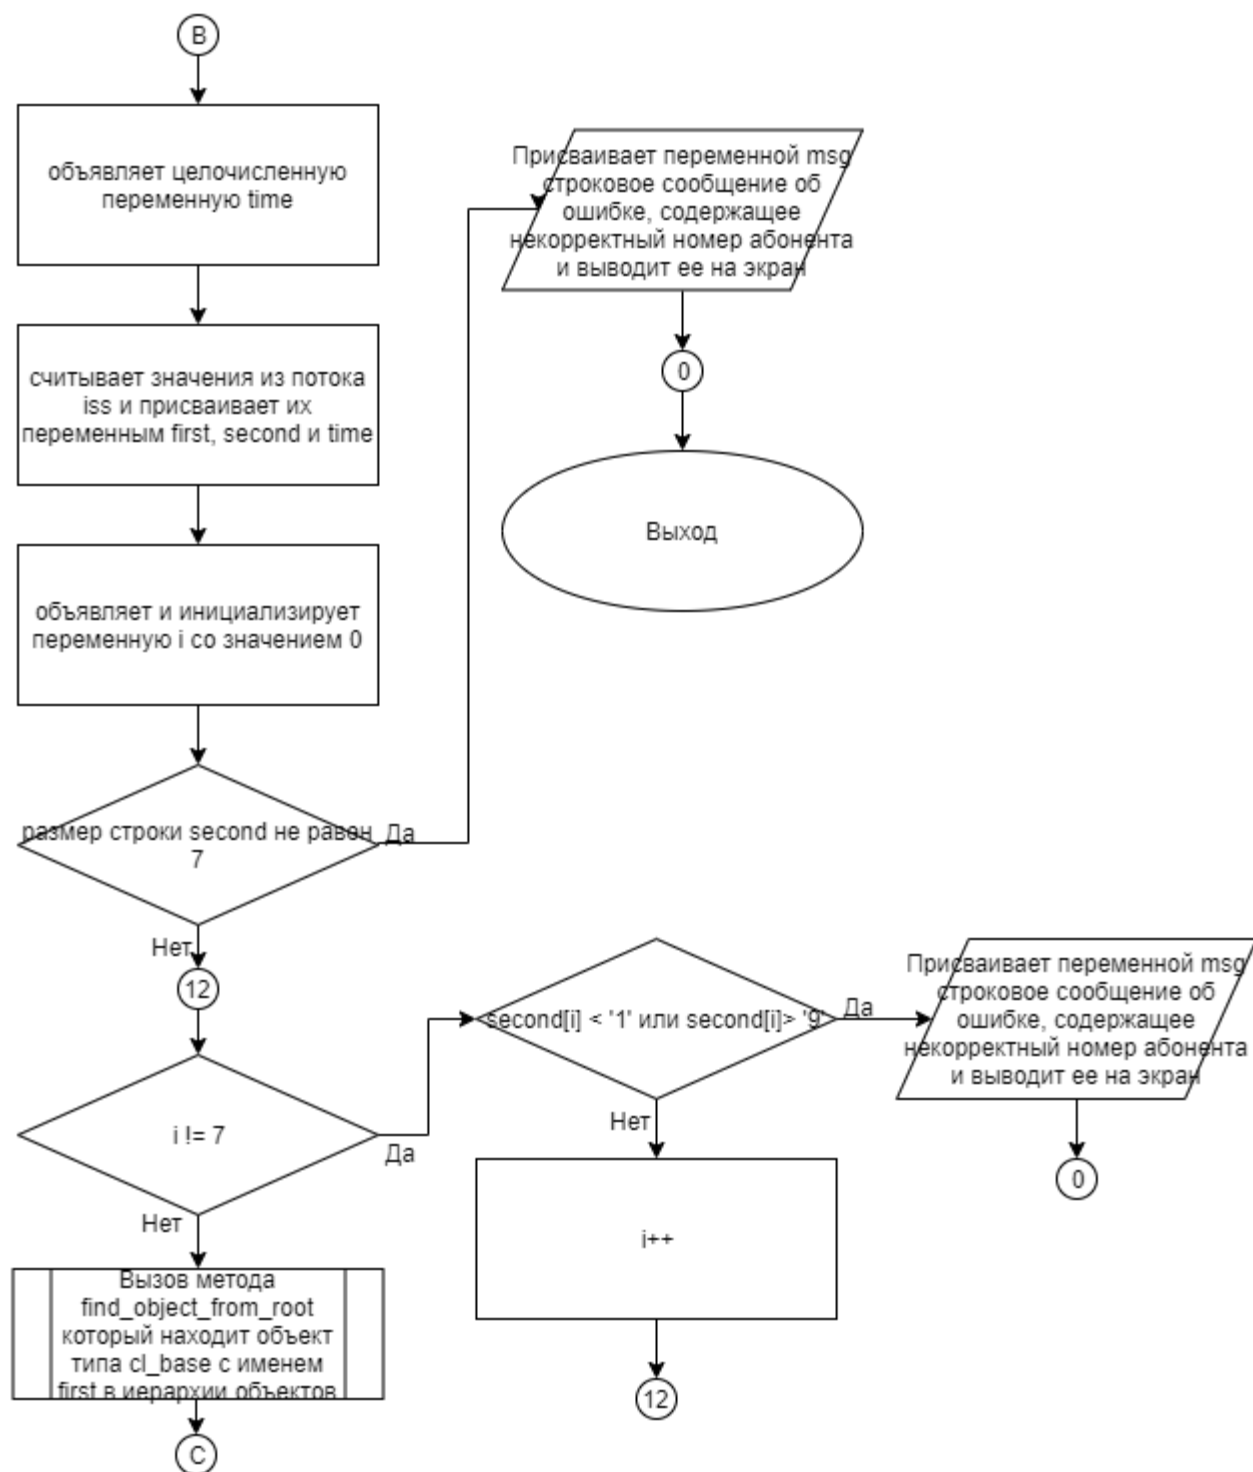 B
объявляет целочисленную
переменную time
считывает значения из потока
iss и присваивает их
переменным first, second и time
объявляет и инициализирует
переменную i со значением 0
размер строки second не равен
7
Да
Нет
Присваивает переменной msg
строковое сообщение об
ошибке, содержащее
некорректный номер абонента
и выводит ее на экран
0
Выход
12
i != 7
Да
Нет
second[i] < '1' или second[i]> '9'
Да
Нет
Присваивает переменной msg
строковое сообщение об
ошибке, содержащее
некорректный номер абонента
и выводит ее на экран
0
i++
12
Вызов метода
find_object_from_root
который находит объект
типа cl_base с именем
first в иерархии объектов
C